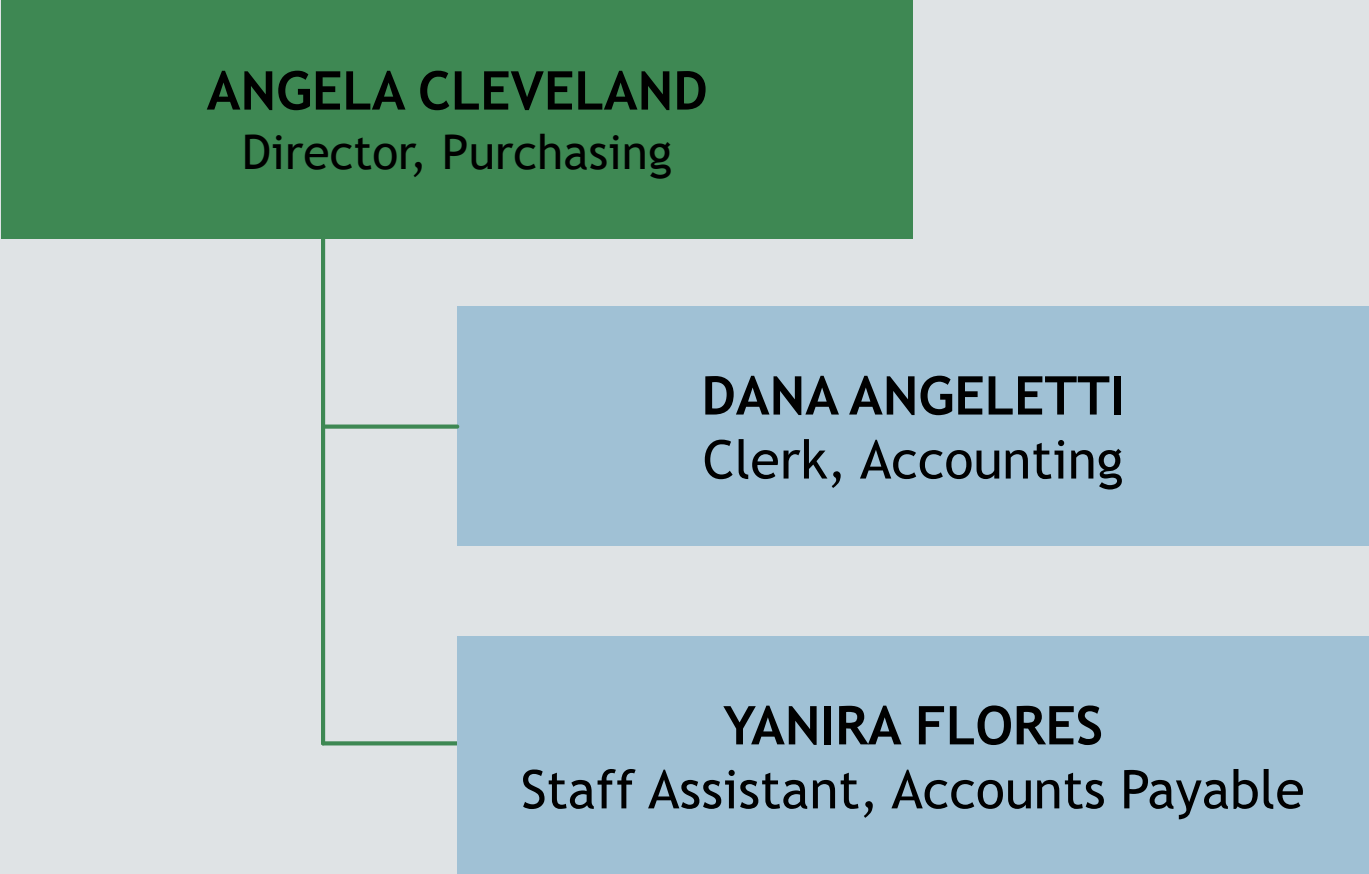 ANGELA CLEVELAND
Director, Purchasing
DANA ANGELETTI
Clerk, Accounting
YANIRA FLORES
Staff Assistant, Accounts Payable